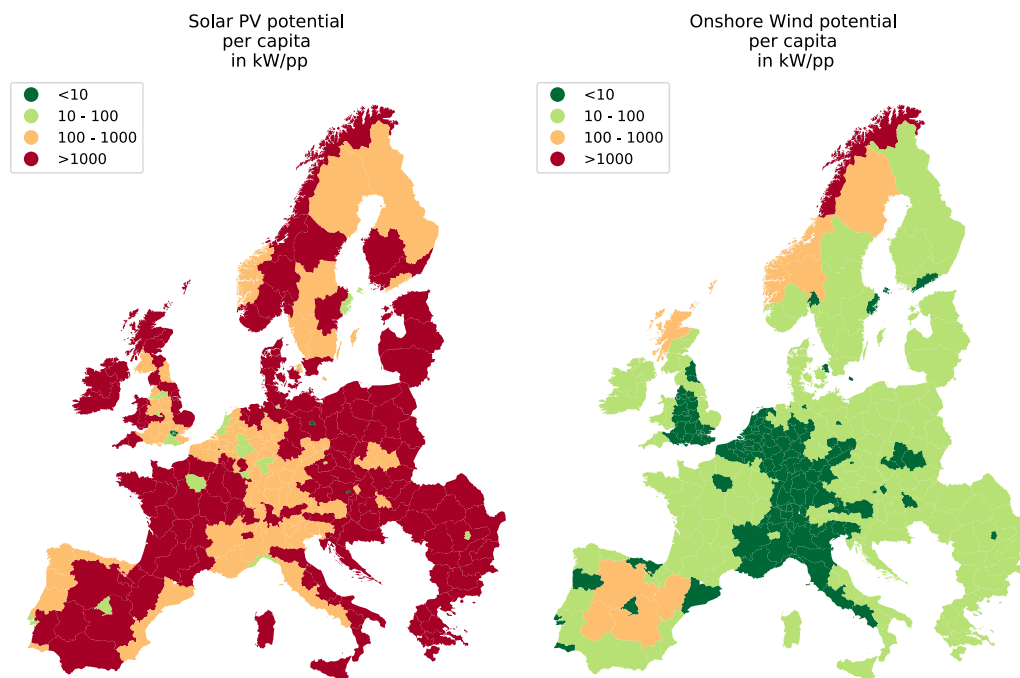 Solar PV potential
per capita
in kW/pp
<10
10 - 100
100 - 1000
>1000
Onshore Wind potential
per capita
in kW/pp
<10
10 - 100
100 - 1000
>1000